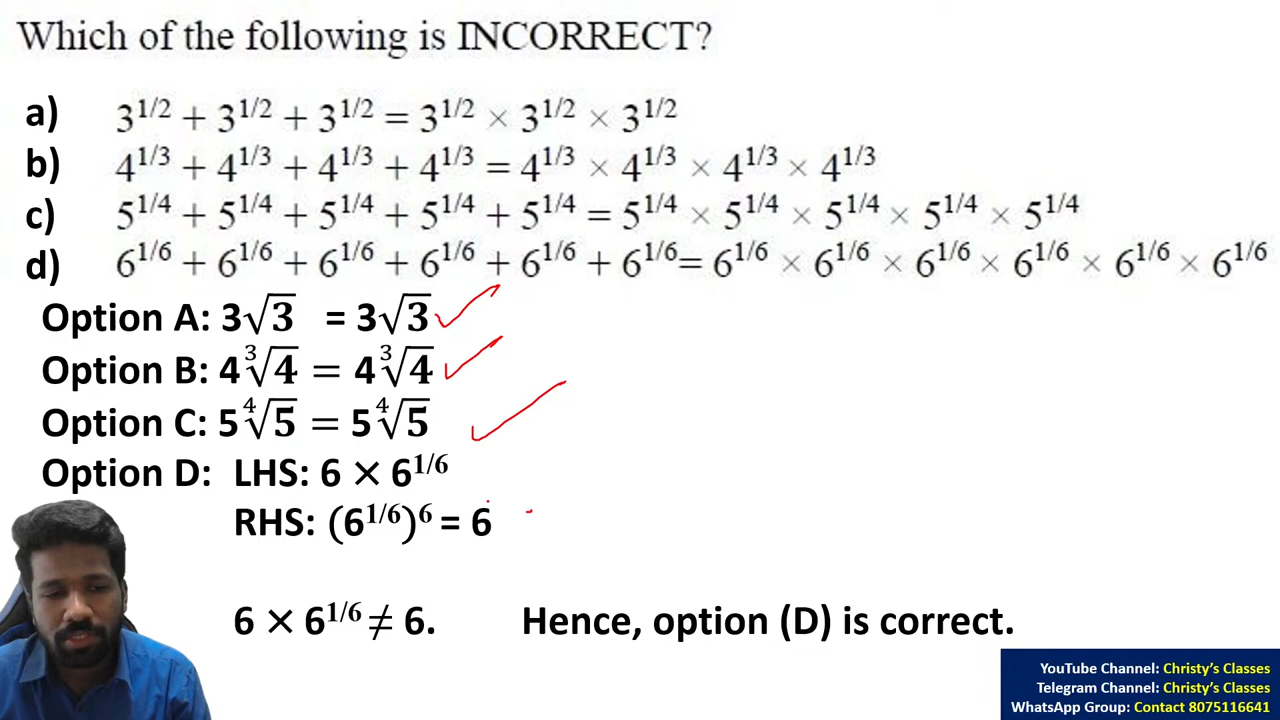 Which of the following is INCORRECT?
a) 3^{1/2} + 3^{1/2} + 3^{1/2} = 3^{1/2} × 3^{1/2} × 3^{1/2}
b) 4^{1/3} + 4^{1/3} + 4^{1/3} + 4^{1/3} = 4^{1/3} × 4^{1/3} × 4^{1/3} × 4^{1/3}
c) 5^{1/4} + 5^{1/4} + 5^{1/4} + 5^{1/4} + 5^{1/4} = 5^{1/4} × 5^{1/4} × 5^{1/4} × 5^{1/4} × 5^{1/4}
d) 6^{1/6} + 6^{1/6} + 6^{1/6} + 6^{1/6} + 6^{1/6} + 6^{1/6} = 6^{1/6} × 6^{1/6} × 6^{1/6} × 6^{1/6} × 6^{1/6} × 6^{1/6}
Option A: 3√3 = 3√3
Option B: 4∛4 = 4∛4
Option C: 5∜5 = 5∜5
Option D: LHS: 6 × 6^{1/6}
RHS: (6^{1/6})^6 = 6
6 × 6^{1/6} ≠ 6. Hence, option (D) is correct.
YouTube Channel: Christy's Classes
Telegram Channel: Christy's Classes
WhatsApp Group: Contact 8075116641